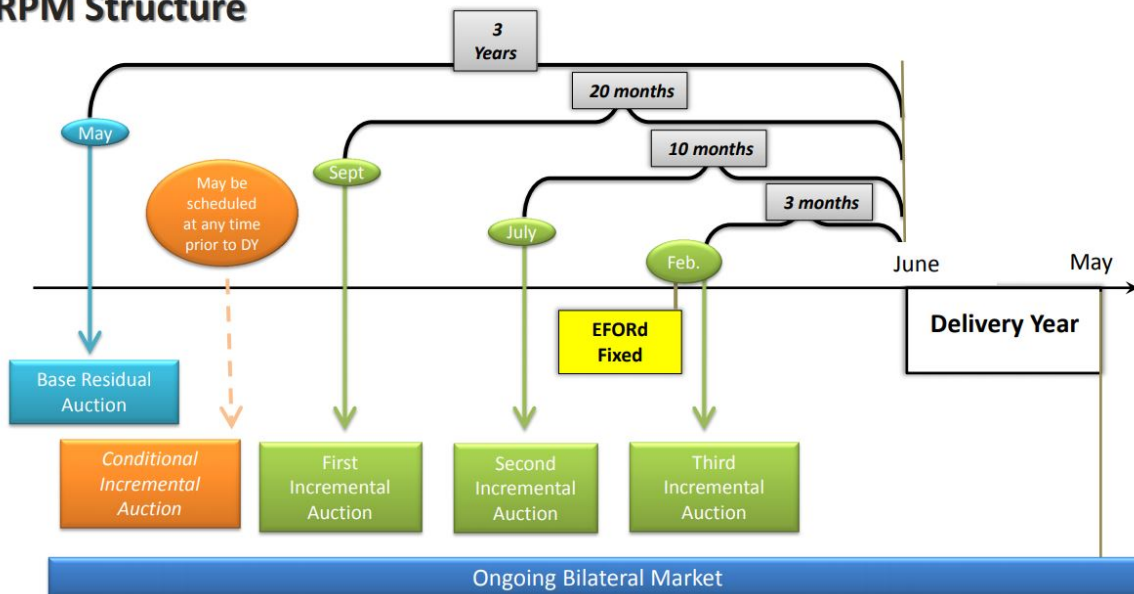 RPM Structure
3
Years
20 months
10 months
3 months
May
Sept
July
Feb.
May be
scheduled
at any time
prior to DY
June
May
EFORd
Fixed
Delivery Year
Base Residual
Auction
Conditional
Incremental
Auction
First
Incremental
Auction
Second
Incremental
Auction
Third
Incremental
Auction
Ongoing Bilateral Market